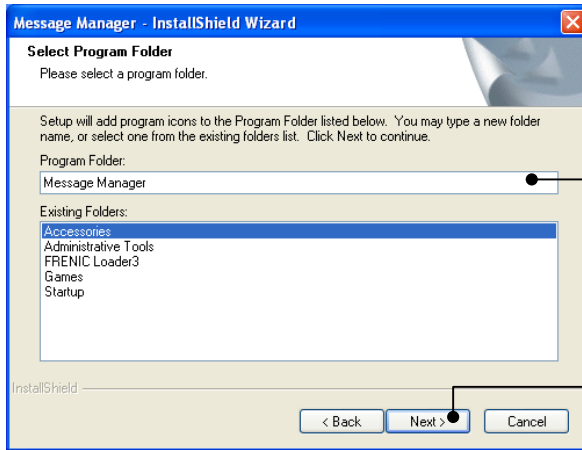 Message Manager - InstallShield Wizard
Select Program Folder
Please select a program folder.
Setup will add program icons to the Program Folder listed below. You may type a new folder
name, or select one from the existing folders list. Click Next to continue.
Program Folder:
Message Manager
Existing Folders:
Accessories
Administrative Tools
FRENIC Loader3
Games
Startup
InstallShield
< Back Next > Cancel